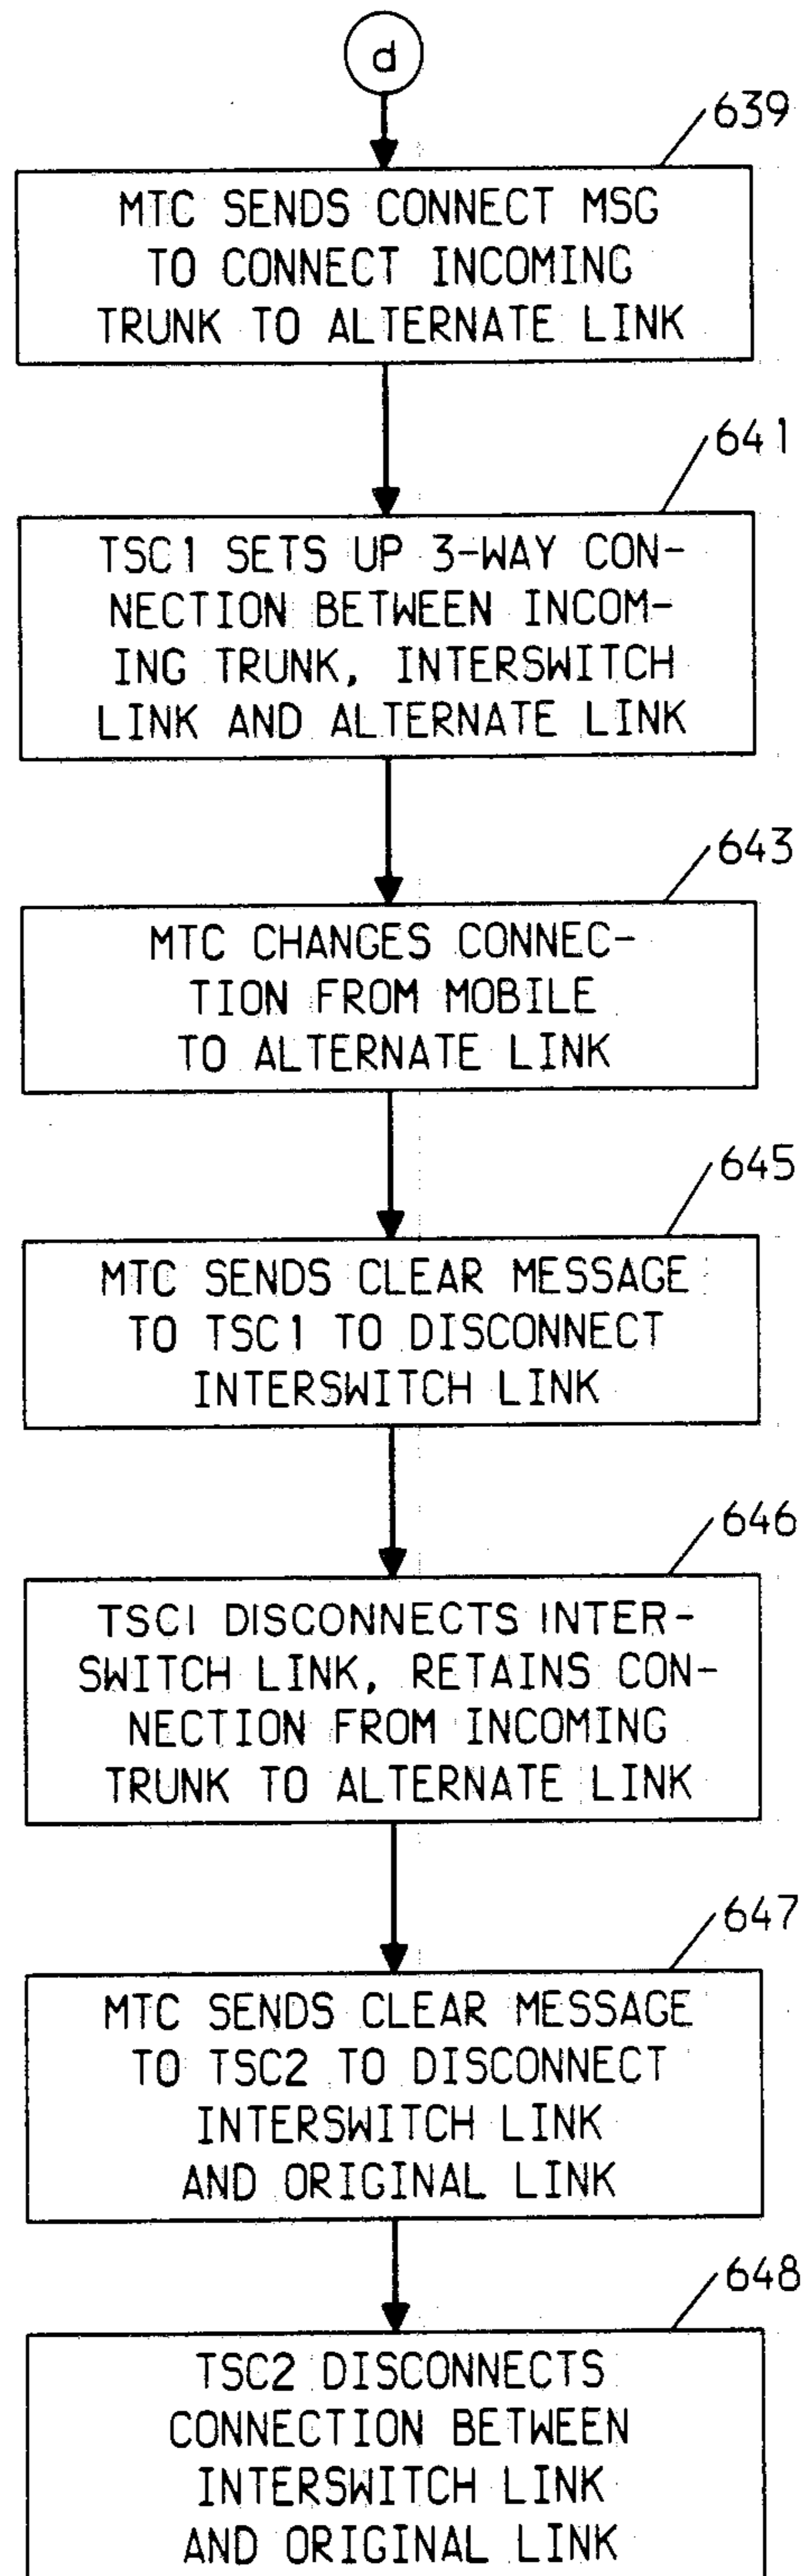 d
639
MTC SENDS CONNECT MSG
TO CONNECT INCOMING
TRUNK TO ALTERNATE LINK
641
TSC1 SETS UP 3-WAY CON-
NECTION BETWEEN INCOM-
ING TRUNK, INTERSWITCH
LINK AND ALTERNATE LINK
643
MTC CHANGES CONNEC-
TION FROM MOBILE
TO ALTERNATE LINK
645
MTC SENDS CLEAR MESSAGE
TO TSC1 TO DISCONNECT
INTERSWITCH LINK
646
TSC1 DISCONNECTS INTER-
SWITCH LINK, RETAINS CON-
NECTION FROM INCOMING
TRUNK TO ALTERNATE LINK
647
MTC SENDS CLEAR MESSAGE
TO TSC2 TO DISCONNECT
INTERSWITCH LINK
AND ORIGINAL LINK
648
TSC2 DISCONNECTS
CONNECTION BETWEEN
INTERSWITCH LINK
AND ORIGINAL LINK